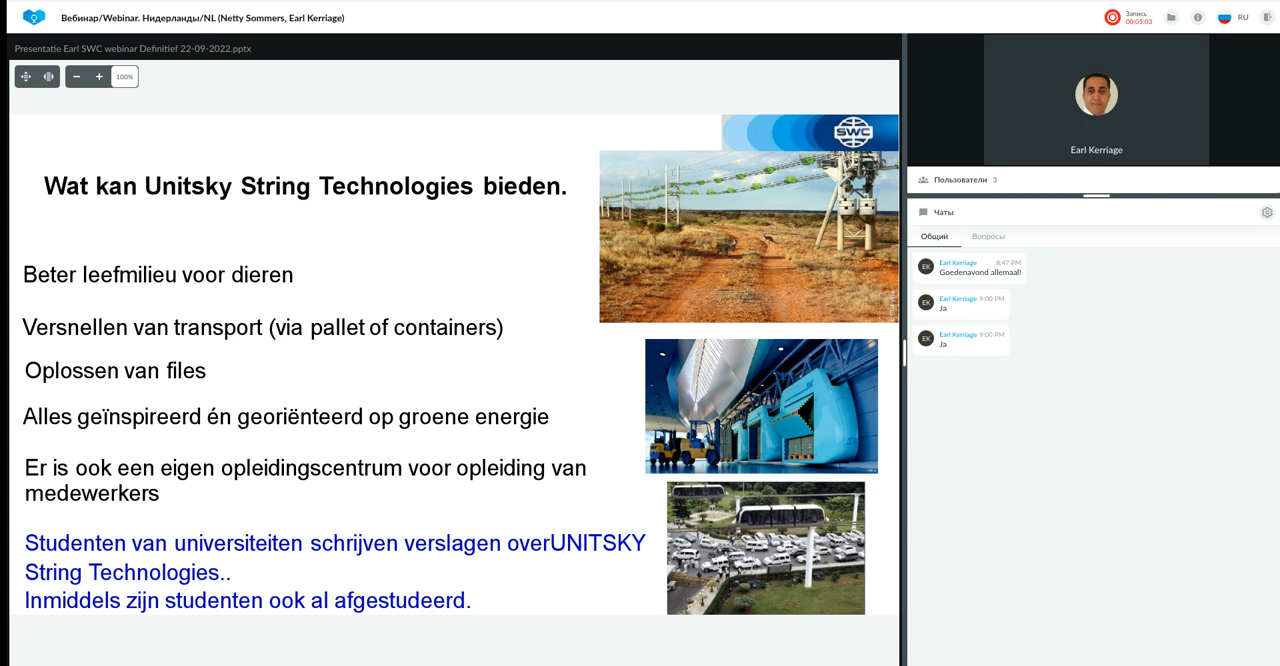 Вебинар/Webinar. Нидерланды/NL (Netty Sommers, Earl Kerriage)
Запись
00:05:03
RU
Presentatie Earl SWC webinar Definitief 22-09-2022.pptx
100%
SWC
Wat kan Unitsky String Technologies bieden.
Beter leefmilieu voor dieren
Versnellen van transport (via pallet of containers)
Oplossen van files
Alles geïnspireerd én georiënteerd op groene energie
Er is ook een eigen opleidingscentrum voor opleiding van
medewerkers
Studenten van universiteiten schrijven verslagen overUNITSKY
String Technologies..
Inmiddels zijn studenten ook al afgestudeerd.
Earl Kerriage
Пользователи 3
Чаты
Общий Вопросы
EK Earl Kerriage 8:47 PM
Goedenavond allemaal!
EK Earl Kerriage 9:00 PM
Ja
EK Earl Kerriage 9:00 PM
Ja